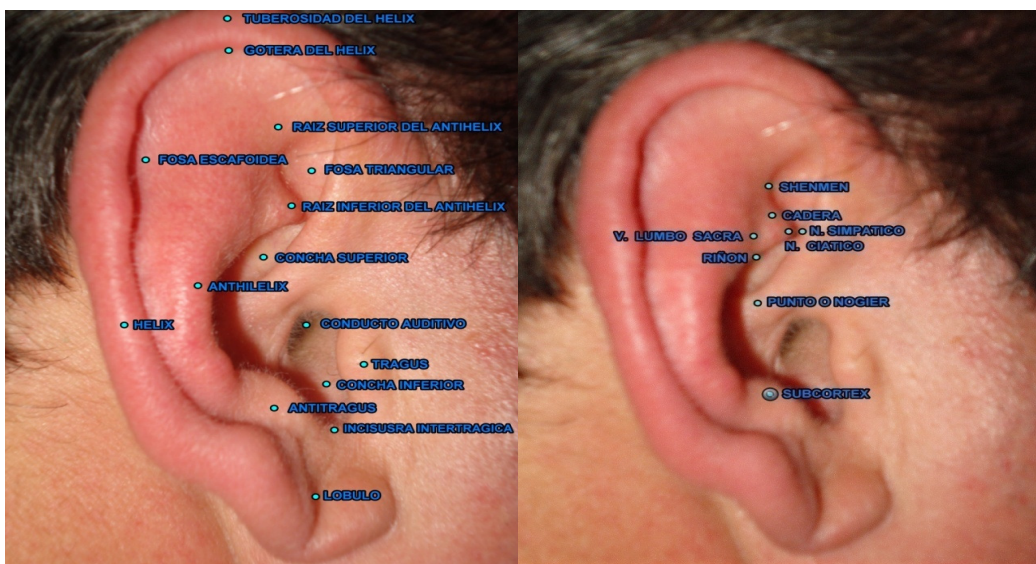 TUBEROSIDAD DEL HELIX
GOTERA DEL HELIX
RAIZ SUPERIOR DEL ANTIHELIX
FOSA ESCAFOIDEA
FOSA TRIANGULAR
RAIZ INFERIOR DEL ANTIHELIX
CONCHA SUPERIOR
ANTHILELIX
HELIX
CONDUCTO AUDITIVO
TRAGUS
CONCHA INFERIOR
ANTITRAGUS
INCISUSRA INTERTRAGICA
LOBULO
SHENMEN
CADERA
N. SIMPATICO
V. LUMBO SACRA
N. CIATICO
RIÑON
PUNTO O NOGIER
SUBCORTEX